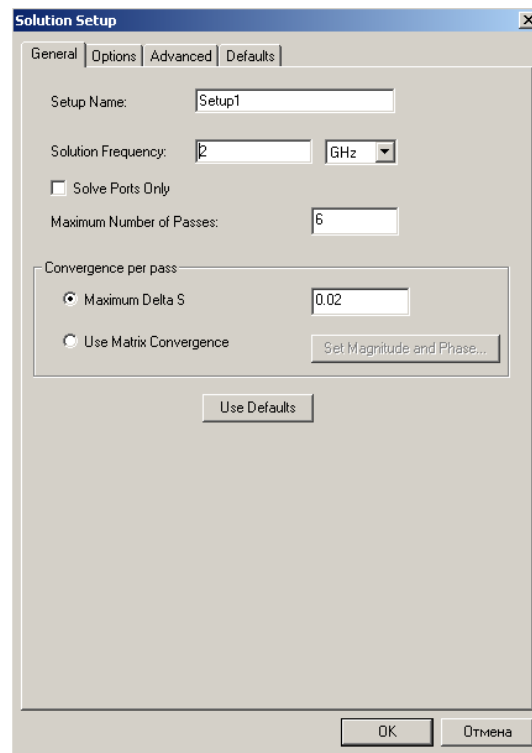 Solution Setup
General Options Advanced Defaults
Setup Name: Setup1
Solution Frequency: 2 GHz
Solve Ports Only
Maximum Number of Passes: 6
Convergence per pass
Maximum Delta S 0.02
Use Matrix Convergence Set Magnitude and Phase...
Use Defaults
OK Отмена